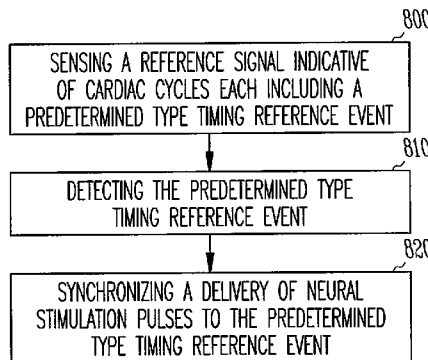 800
SENSING A REFERENCE SIGNAL INDICATIVE
OF CARDIAC CYCLES EACH INCLUDING A
PREDETERMINED TYPE TIMING REFERENCE EVENT
810
DETECTING THE PREDETERMINED TYPE
TIMING REFERENCE EVENT
820
SYNCHRONIZING A DELIVERY OF NEURAL
STIMULATION PULSES TO THE PREDETERMINED
TYPE TIMING REFERENCE EVENT